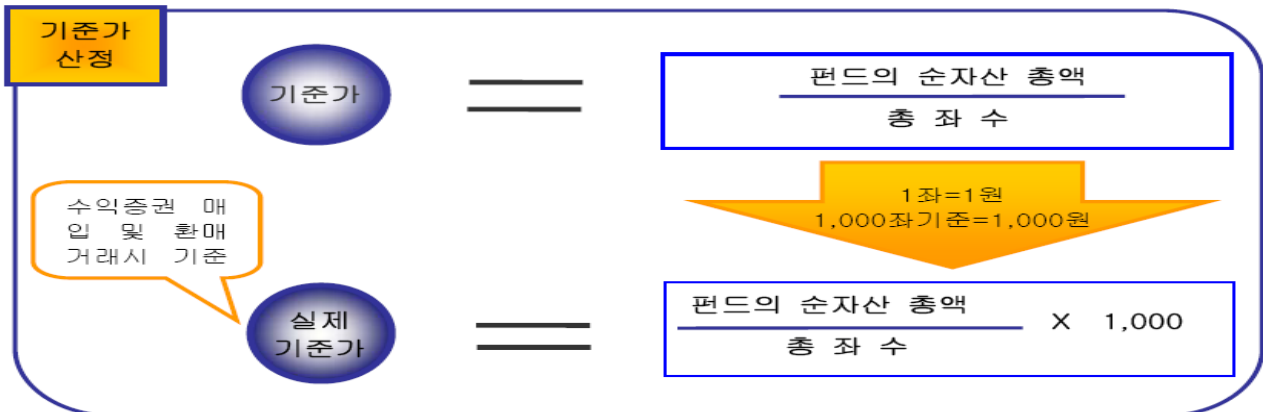 기준가
산정
기준가
펀드의 순자산 총액
총 좌 수
1좌=1원
1,000좌기준=1,000원
수익증권 매
입 및 환매
거래시 기준
실제
기준가
펀드의 순자산 총액
총 좌 수
X 1,000